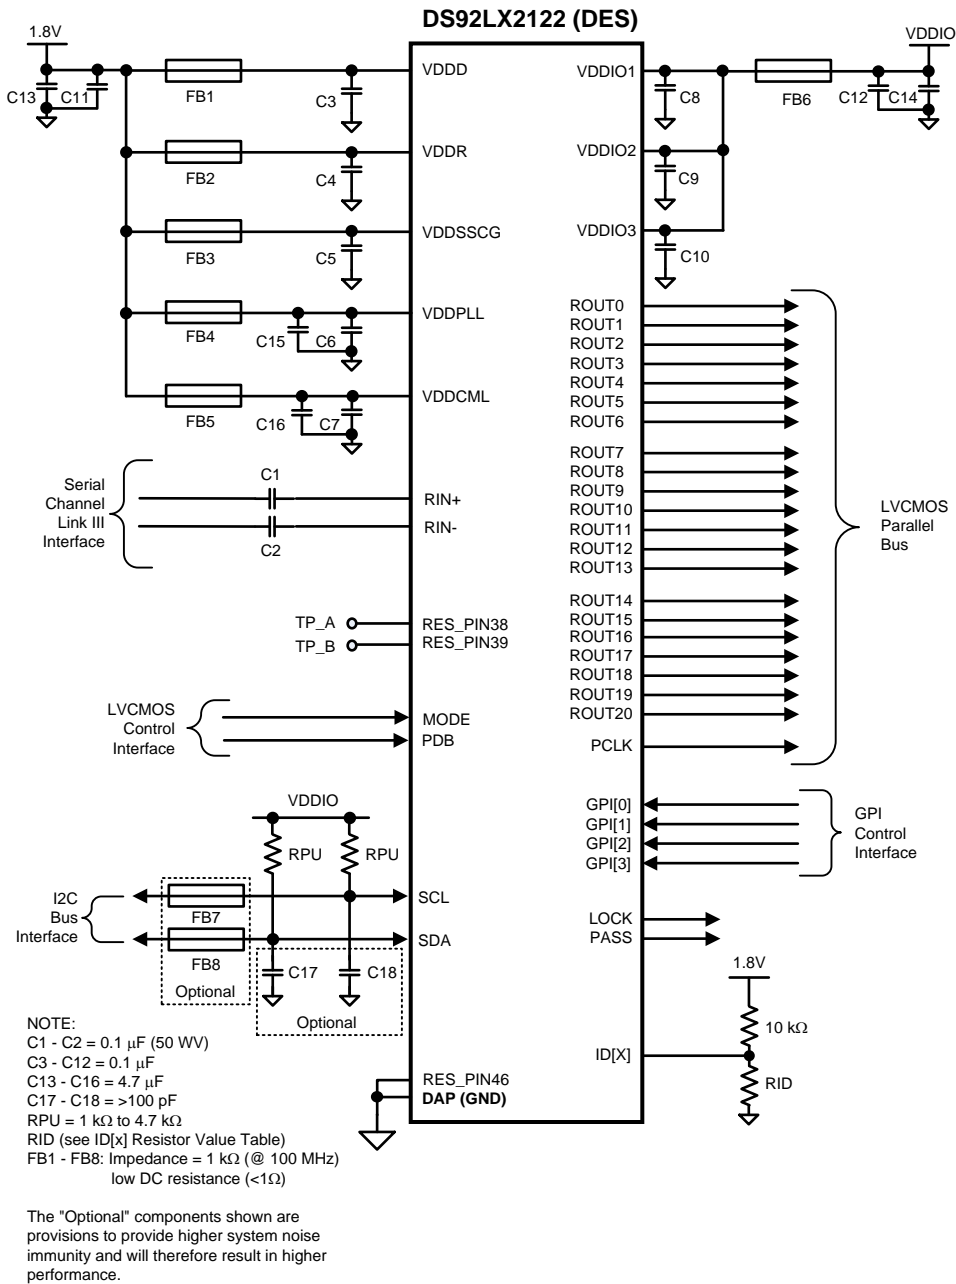 DS92LX2122 (DES)
1.8V
VDDIO
VDDD
VDDIO1
C13
C11
FB1
C3
C8
FB6
C12
C14
VDDR
VDDIO2
FB2
C4
C9
VDDSSCG
VDDIO3
FB3
C5
C10
VDDPLL
FB4
C15
C6
VDDCML
FB5
C16
C7
ROUT0
ROUT1
ROUT2
ROUT3
ROUT4
ROUT5
ROUT6
ROUT7
ROUT8
ROUT9
ROUT10
ROUT11
ROUT12
ROUT13
ROUT14
ROUT15
ROUT16
ROUT17
ROUT18
ROUT19
ROUT20
PCLK
LVCMOS
Parallel
Bus
Serial
Channel
Link III
Interface
C1
C2
RIN+
RIN-
TP_A
TP_B
RES_PIN38
RES_PIN39
LVCMOS
Control
Interface
MODE
PDB
VDDIO
RPU
RPU
GPI[0]
GPI[1]
GPI[2]
GPI[3]
GPI
Control
Interface
I2C
Bus
Interface
FB7
FB8
SCL
SDA
Optional
C17
C18
Optional
LOCK
PASS
1.8V
10 kΩ
ID[X]
RID
RES_PIN46
DAP (GND)
NOTE:
C1 - C2 = 0.1 μF (50 WV)
C3 - C12 = 0.1 μF
C13 - C16 = 4.7 μF
C17 - C18 = >100 pF
RPU = 1 kΩ to 4.7 kΩ
RID (see ID[x] Resistor Value Table)
FB1 - FB8: Impedance = 1 kΩ (@ 100 MHz)
low DC resistance (<1Ω)
The "Optional" components shown are
provisions to provide higher system noise
immunity and will therefore result in higher
performance.